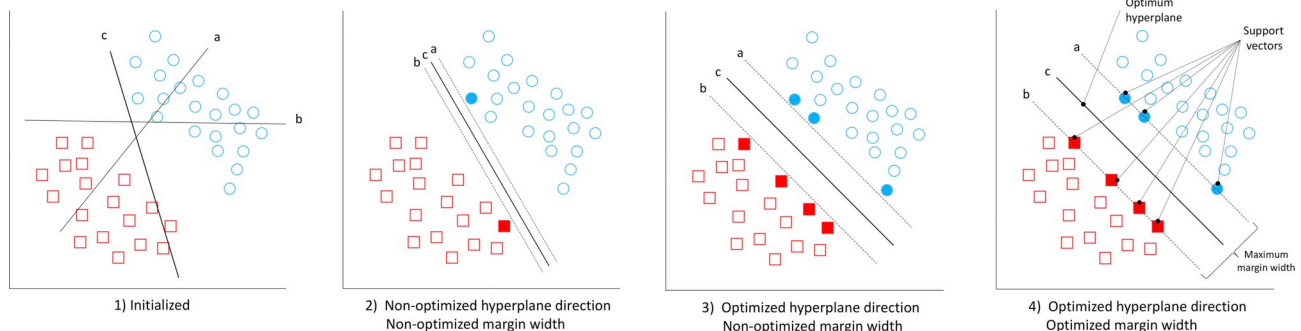 c
a
b
1) Initialized
a
c
b
2) Non-optimized hyperplane direction
Non-optimized margin width
a
c
b
3) Optimized hyperplane direction
Non-optimized margin width
Optimum
hyperplane
Support
vectors
a
c
b
Maximum
margin width
4) Optimized hyperplane direction
Optimized margin width